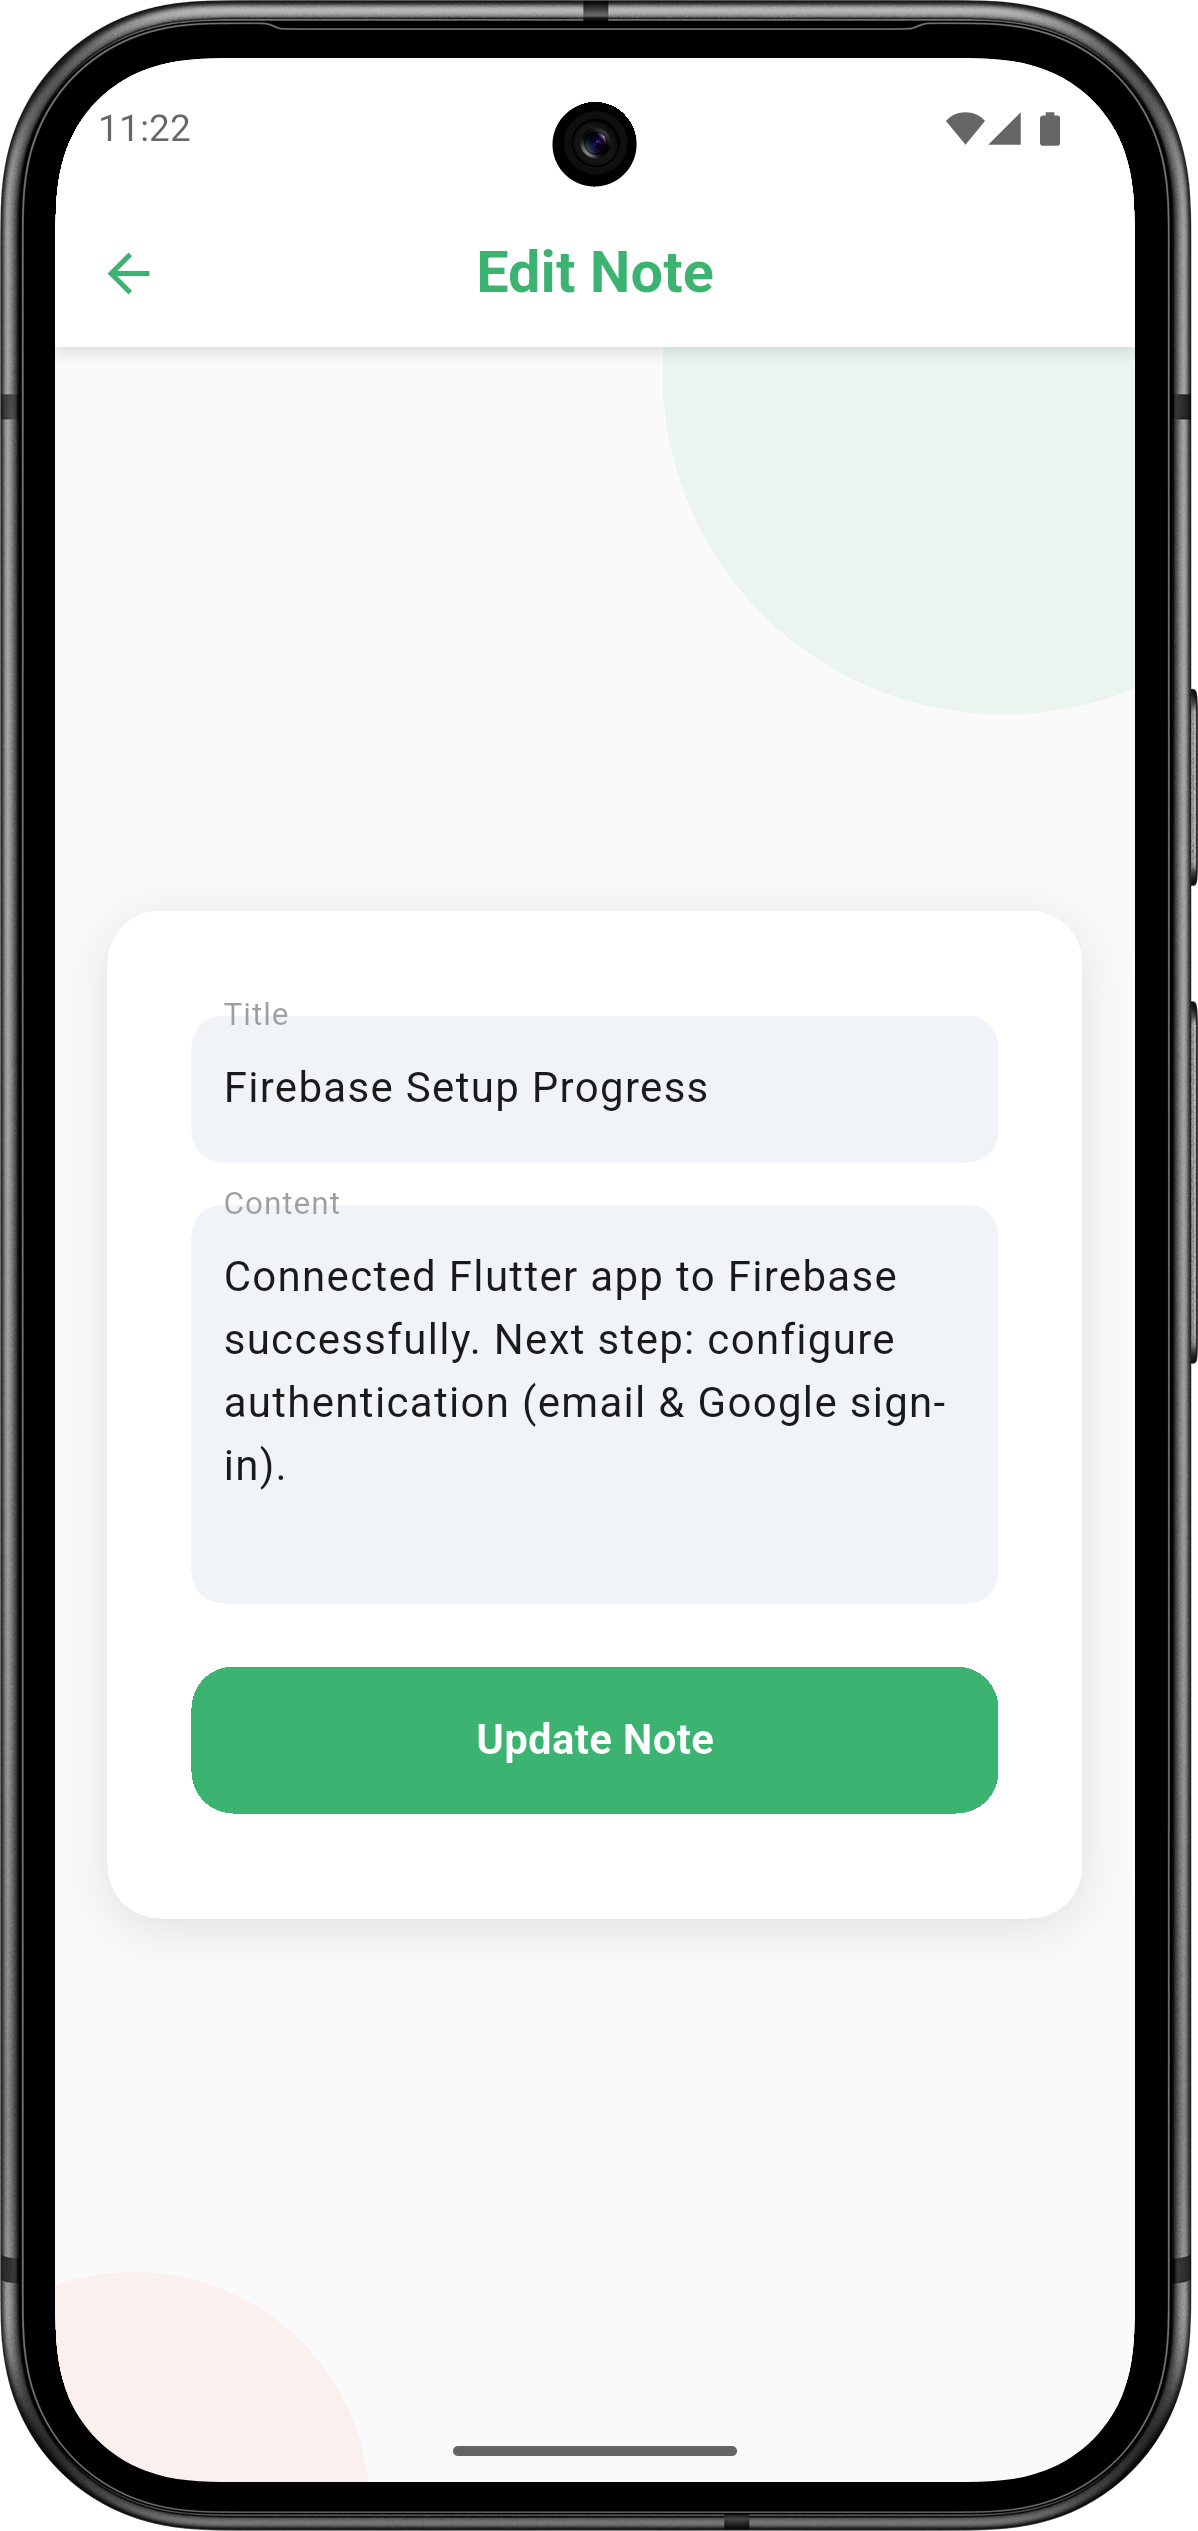 11:22
Edit Note
Title
Firebase Setup Progress
Content
Connected Flutter app to Firebase
successfully. Next step: configure
authentication (email & Google sign-
in).
Update Note